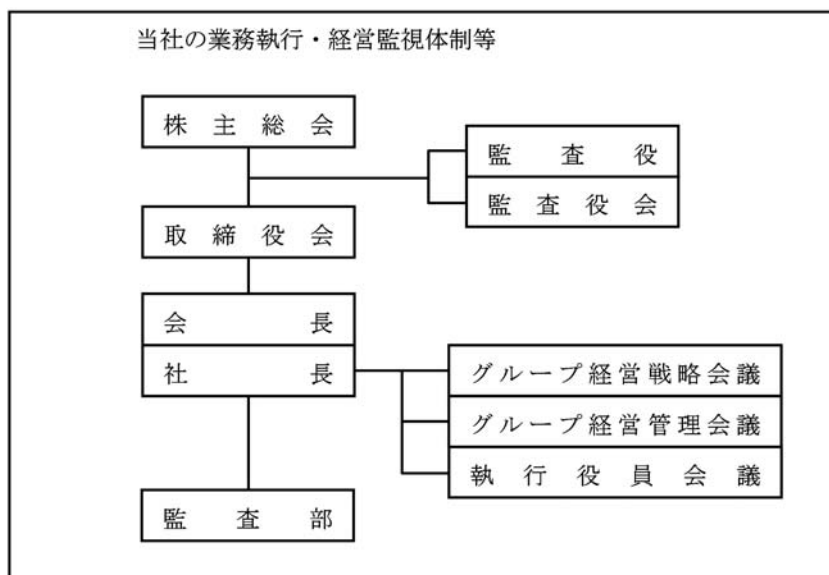 当社の業務執行・経営監視体制等
株主総会
監査役
監査役会
取締役会
会長
社長
グループ経営戦略会議
グループ経営管理会議
執行役員会議
監査部